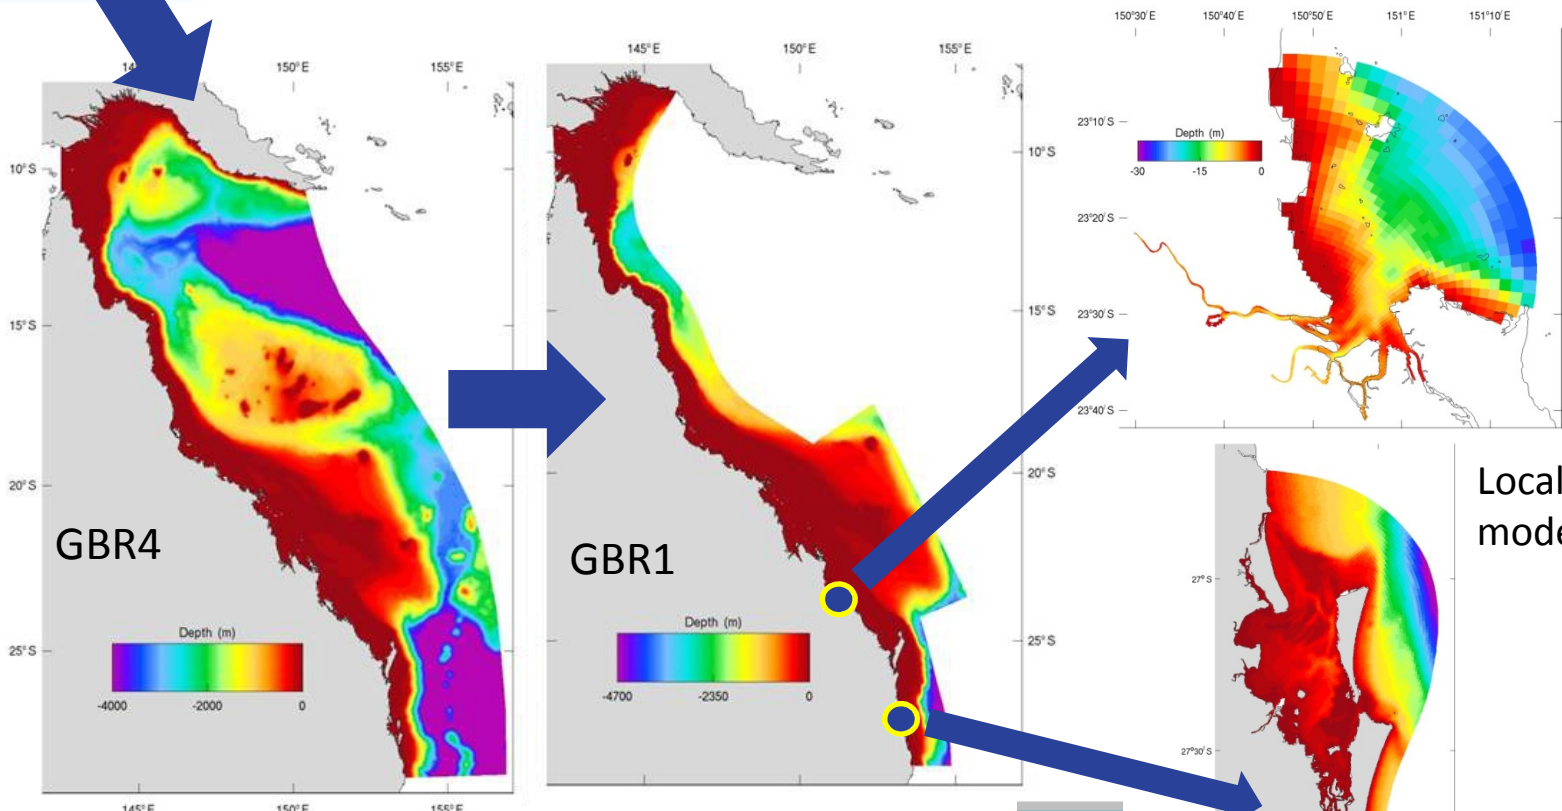 150°30' E 150°40' E 150°50' E 151°E 151°10' E
150°E 155°E
145°E 150°E 155°E
10°S
15°S
20°S
25°S
GBR4
Depth (m)
-4000 -2000 0
145°E 150°E 155°E
10°S
15°S
20°S
25°S
GBR1
Depth (m)
-4700 -2350 0
23°10' S
23°20' S
23°30' S
23°40' S
Depth (m)
-30 -15 0
Local
27°S
27°30' S